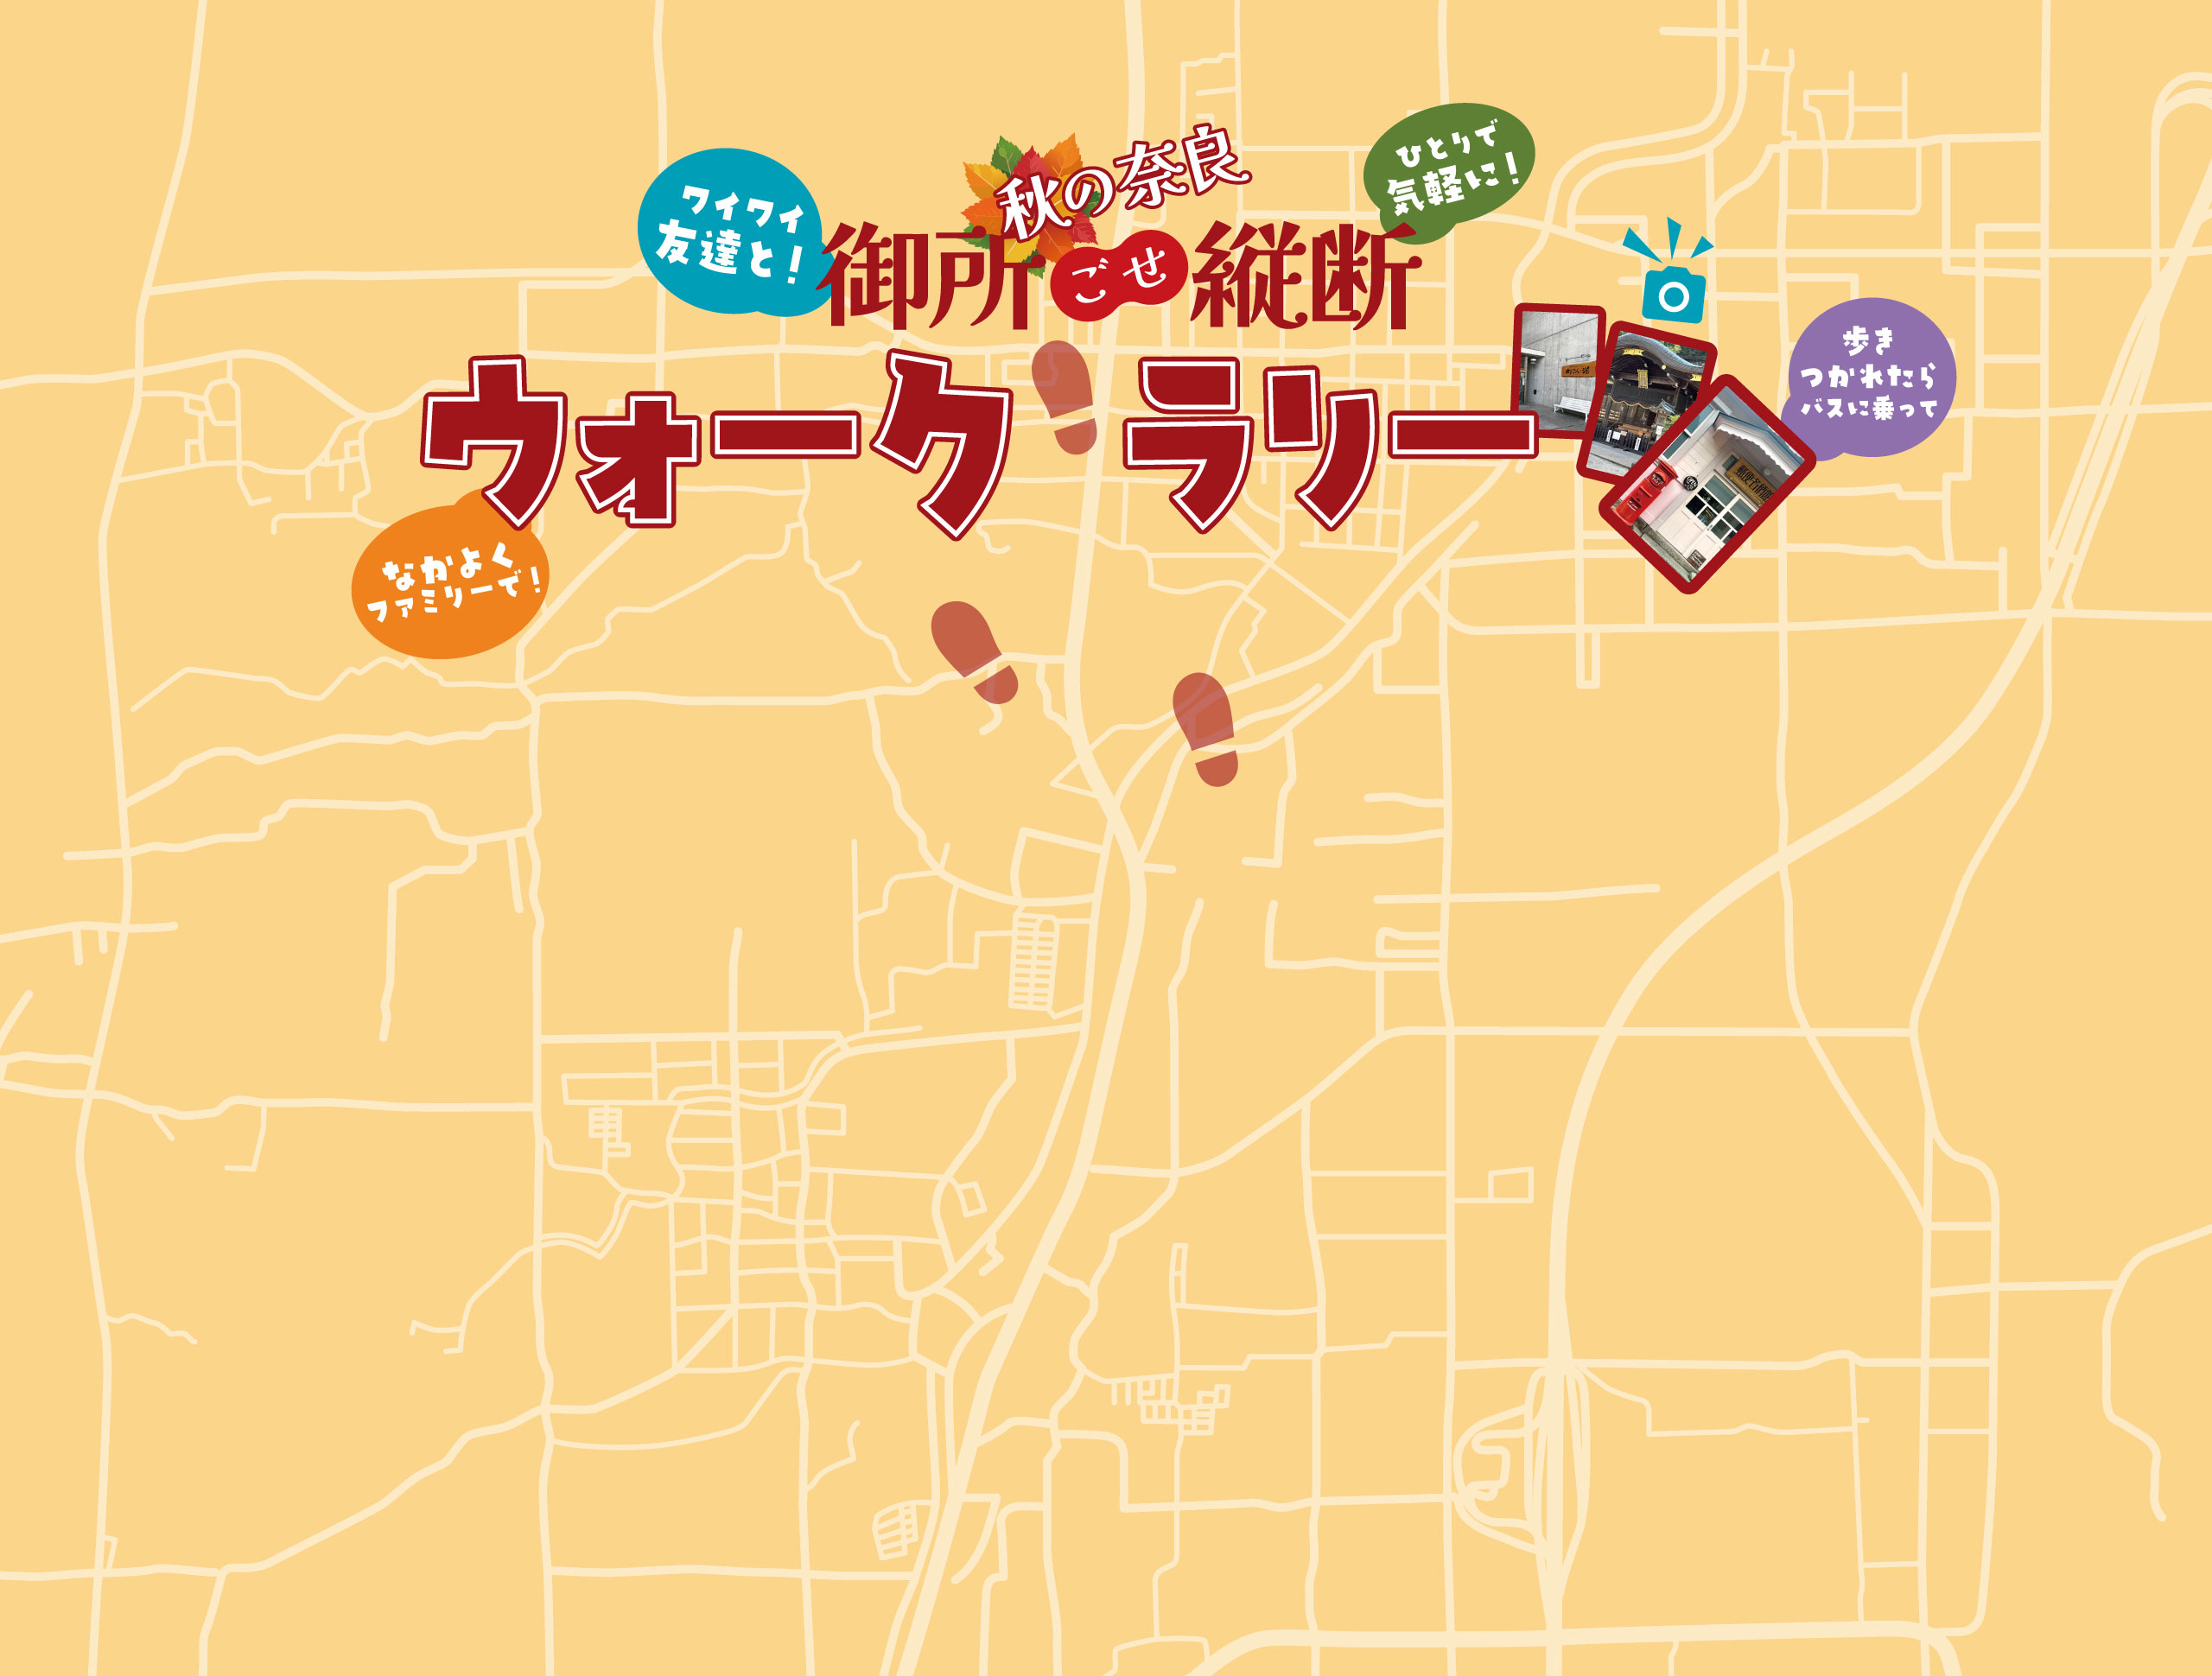 秋の奈良
御所 ごせ 縦断
ウォーク ラリー
ワイワイ
友達と!
ひとりで
気軽に!
歩き
つかれたら
バスに乗って
なかよく
ファミリーで!